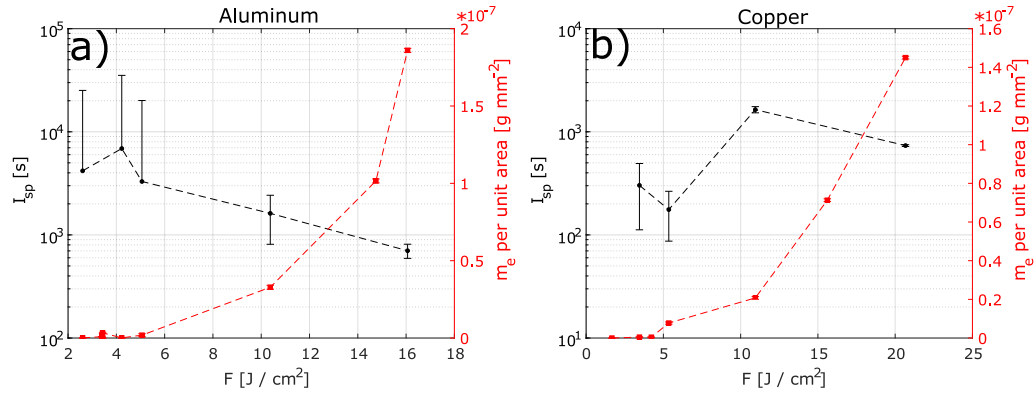 Aluminum
a)
10^5
10^4
10^3
10^2
I_sp [s]
2 4 6 8 10 12 14 16 18
F [J / cm^2]
*10^-7
2
1.5
1
0.5
0
m_e per unit area [g mm^-2]
Copper
b)
10^4
10^3
10^2
10^1
I_sp [s]
0 5 10 15 20 25
F [J / cm^2]
*10^-7
1.6
1.4
1.2
1
0.8
0.6
0.4
0.2
0
m_e per unit area [g mm^-2]